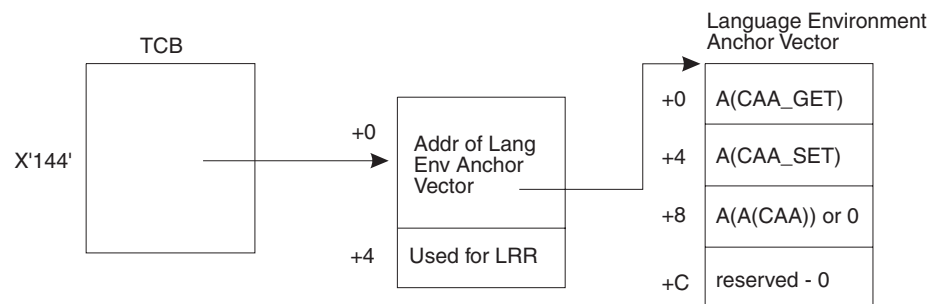 Language Environment
Anchor Vector
TCB
X'144'
+0
Addr of Lang
Env Anchor
Vector
+4
Used for LRR
+0
A(CAA_GET)
+4
A(CAA_SET)
+8
A(A(CAA)) or 0
+C
reserved - 0